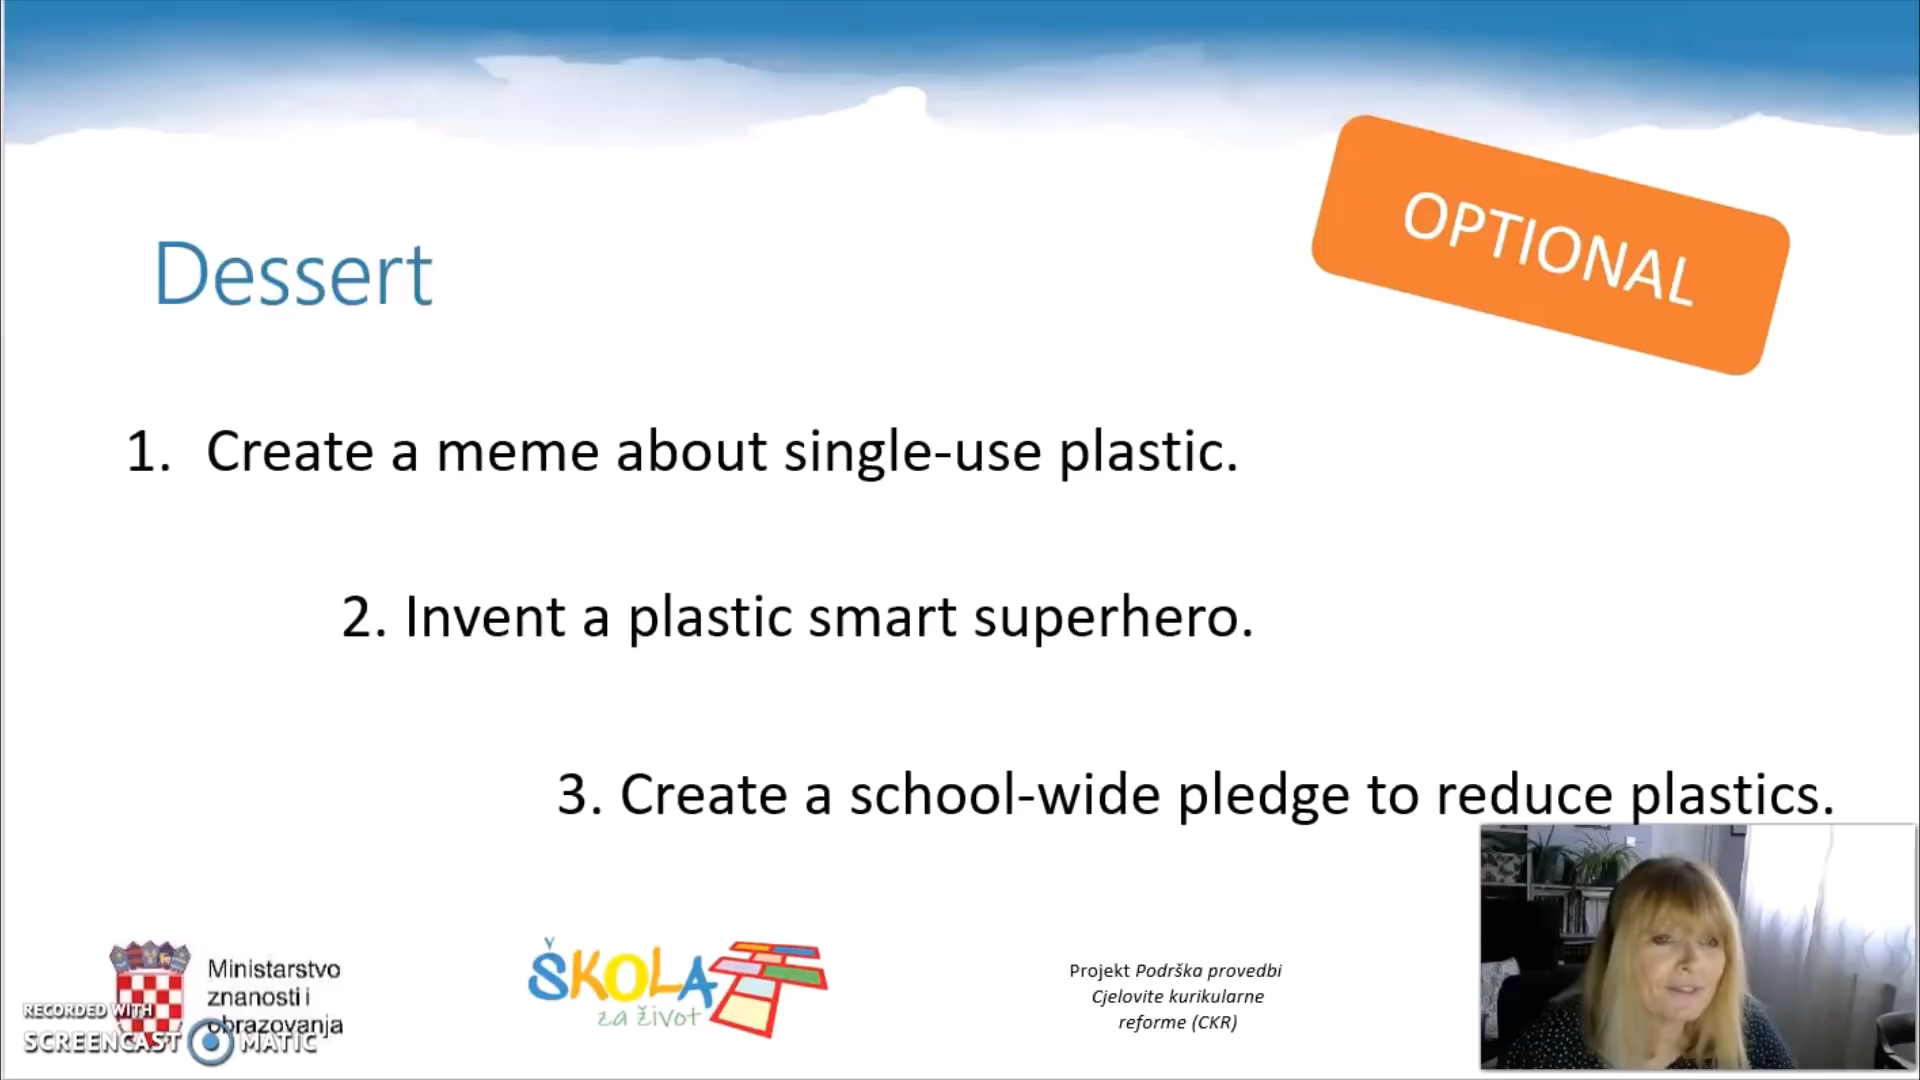 OPTIONAL
Dessert
1. Create a meme about single-use plastic.
2. Invent a plastic smart superhero.
3. Create a school-wide pledge to reduce plastics.
Ministarstvo
znanosti i
obrazovanja
RECORDED WITH
SCREENCAST MATIC
ŠKOLA
za život
Projekt Podrška provedbi
Cjelovite kurikularne
reforme (CKR)